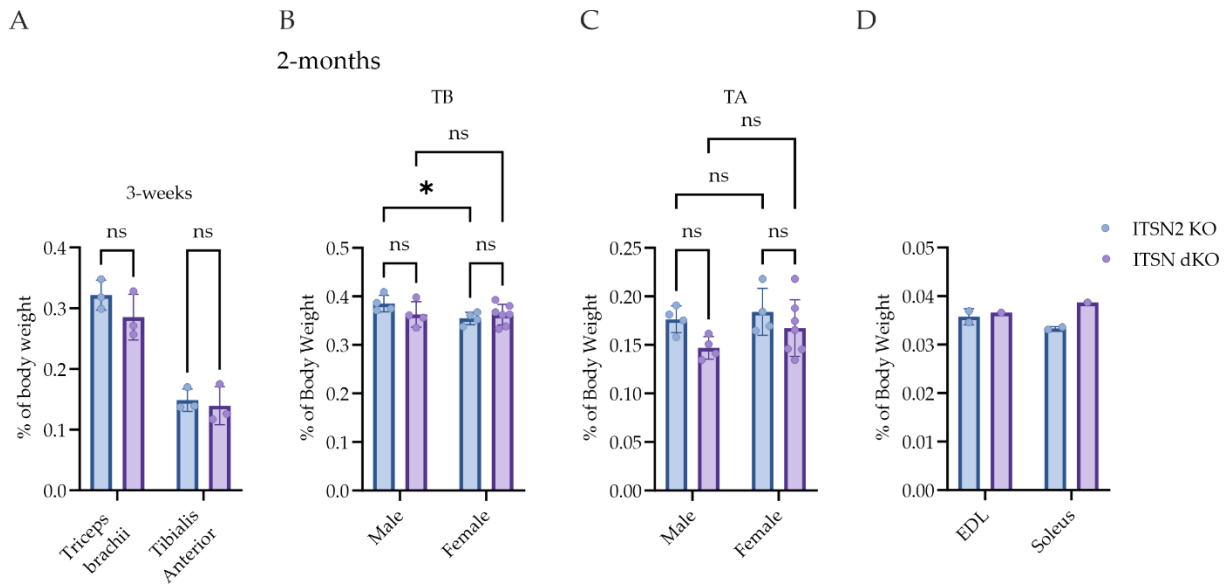 A
B
C
D
2-months
3-weeks
ns
ns
% of body weight
0.4
0.3
0.2
0.1
0.0
Triceps
brachii
Tibialis
Anterior
TB
ns
*
ns
ns
% of Body Weight
0.5
0.4
0.3
0.2
0.1
0.0
Male
Female
TA
ns
ns
ns
ns
% of Body Weight
0.25
0.20
0.15
0.10
0.05
0.00
Male
Female
% of Body Weight
0.05
0.04
0.03
0.02
0.01
0.00
EDL
Soleus
ITSN2 KO
ITSN dKO